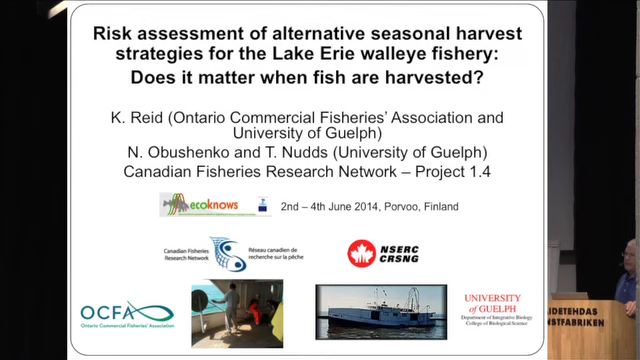 Risk assessment of alternative seasonal harvest
strategies for the Lake Erie walleye fishery:
Does it matter when fish are harvested?
K. Reid (Ontario Commercial Fisheries' Association and
University of Guelph)
N. Obushenko and T. Nudds (University of Guelph)
Canadian Fisheries Research Network – Project 1.4
ecoknows
2nd – 4th June 2014, Porvoo, Finland
Canadian Fisheries
Research Network
Réseau canadien de
recherche sur la pêche
NSERC
CRSNG
OCFA
Ontario Commercial Fisheries' Association
UNIVERSITY
of GUELPH
Department of Integrative Biology
College of Biological Science
AIDETEHDAS
NSTFABRIKEN